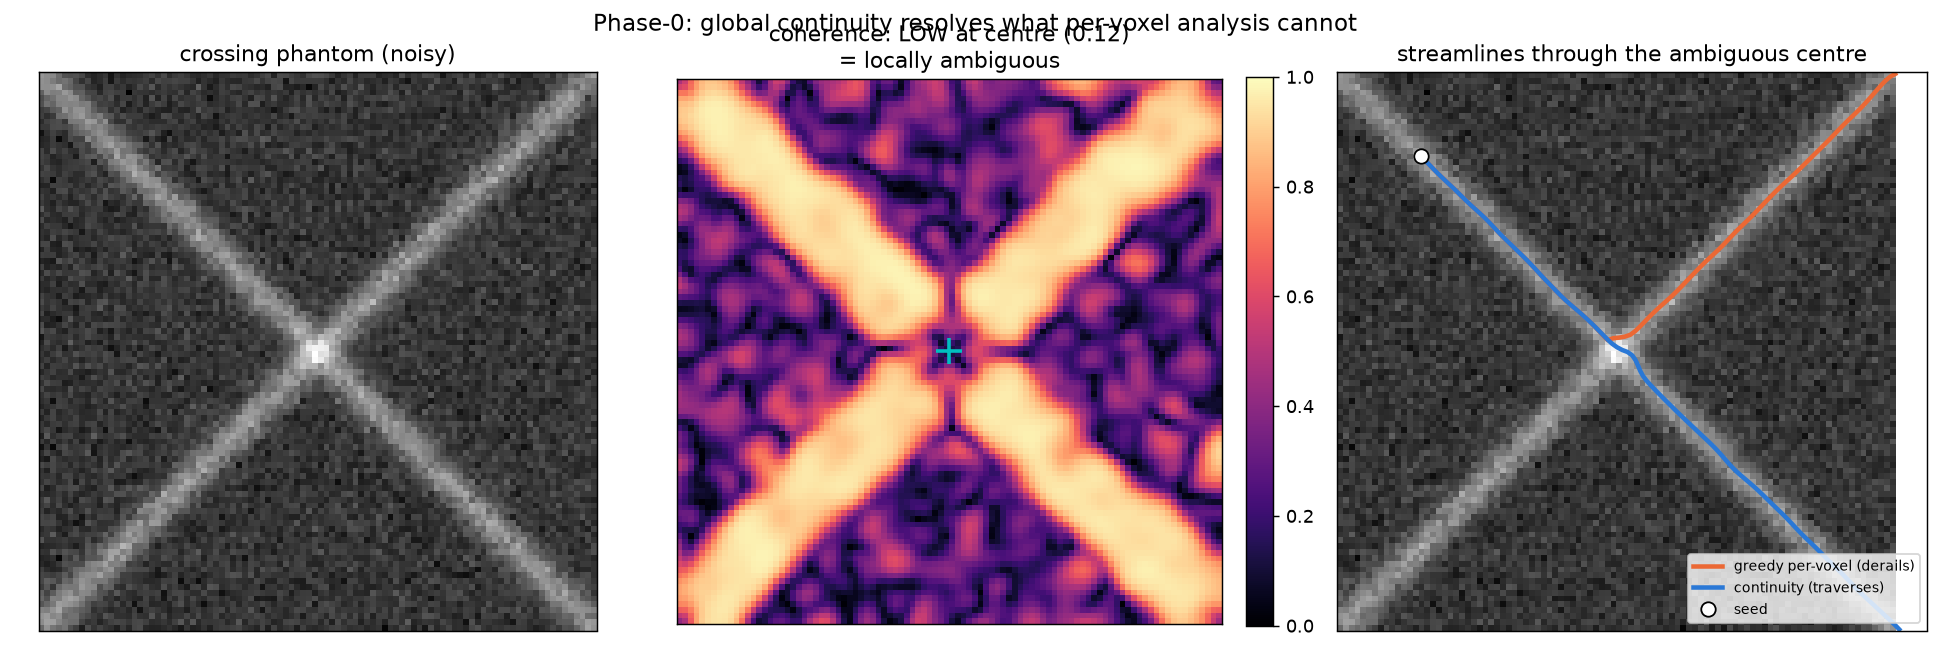 Phase-0: global continuity resolves what per-voxel analysis cannot
crossing phantom (noisy)
coherence: LOW at centre (0.12)
= locally ambiguous
streamlines through the ambiguous centre
1.0
0.8
0.6
0.4
0.2
0.0
greedy per-voxel (derails)
continuity (traverses)
seed